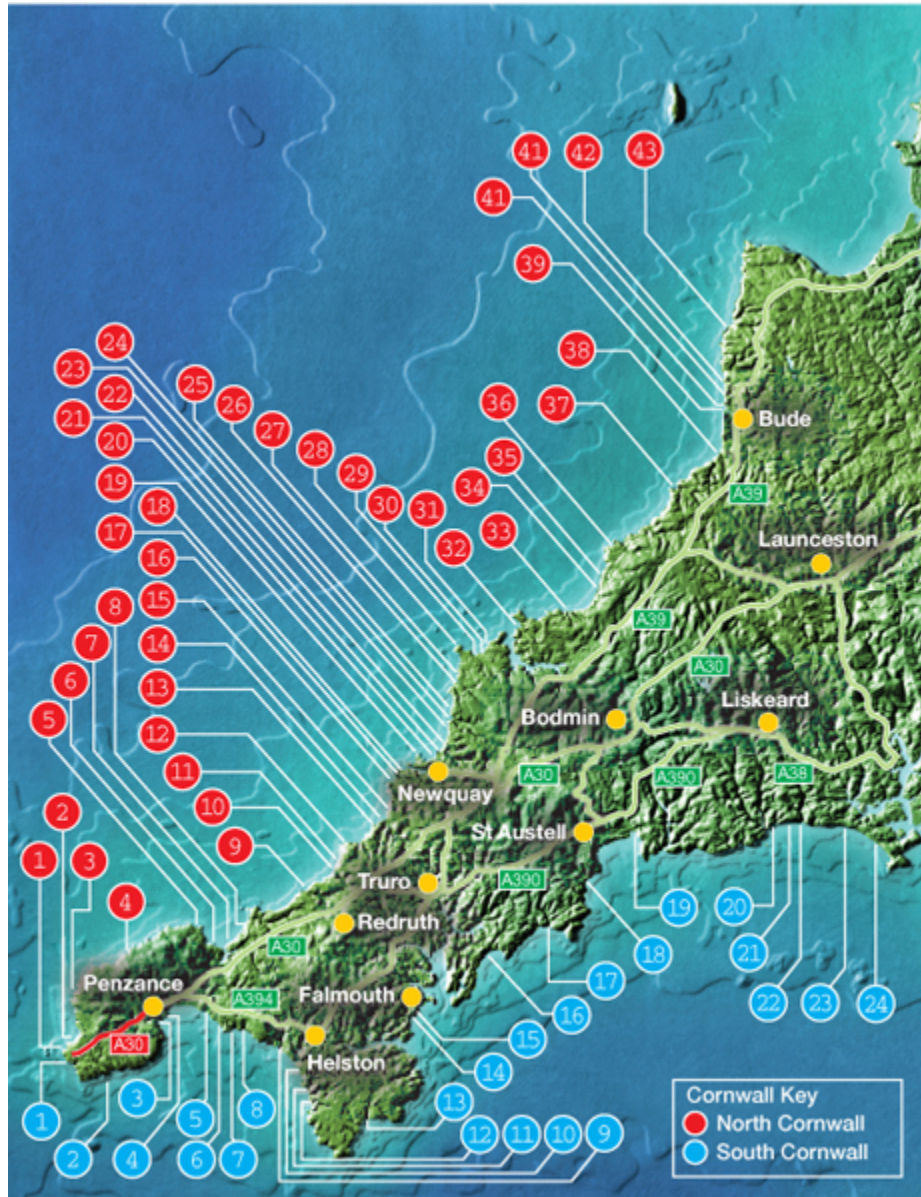 41
42
43
41
39
24
38
23
25
22
26
36
37
21
27
Bude
20
28
35
19
29
34
A39
18
30
31
33
17
32
Launceston
16
8
15
A39
7
14
A30
6
13
Liskeard
5
Bodmin
12
11
A30
A390
A38
10
Newquay
2
St Austell
9
1
3
Truro
A390
4
Redruth
19
20
A30
18
21
Penzance
17
A394
Falmouth
22
23
24
16
A30
Helston
15
14
3
13
Cornwall Key
1
5
8
North Cornwall
2
4
6
7
12
11
10
9
South Cornwall